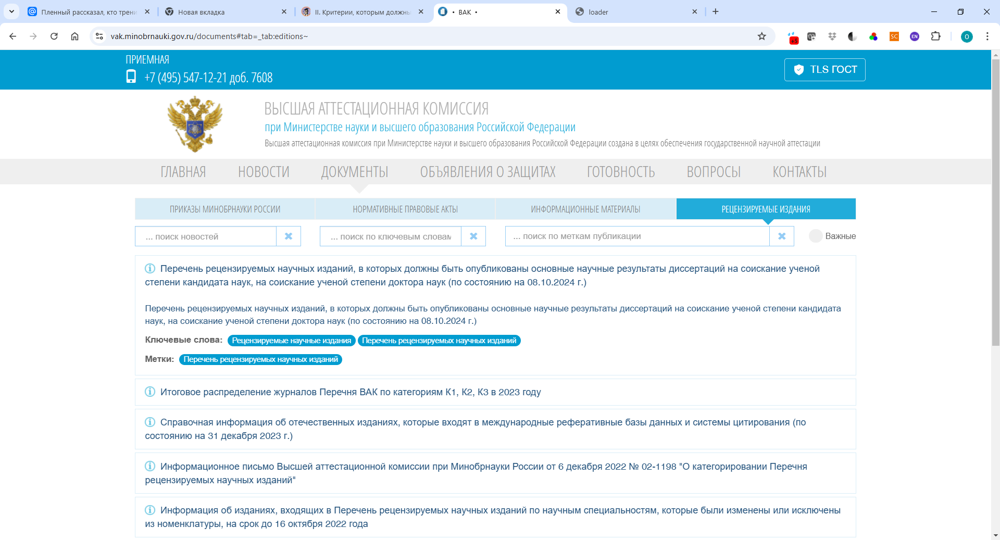 Пленный рассказал, кто трени
Новая вкладка
II. Критерии, которым должны
• ВАК •
loader
vak.minobrnauki.gov.ru/documents#tab=_tab:editions~
+5
SC
EN
O
ПРИЕМНАЯ
+7 (495) 547-12-21 доб. 7608
TLS ГОСТ
ВЫСШАЯ АТТЕСТАЦИОННАЯ КОМИССИЯ
при Министерстве науки и высшего образования Российской Федерации
Высшая аттестационная комиссия при Министерстве науки и высшего образования Российской Федерации создана в целях обеспечения государственной научной аттестации
ГЛАВНАЯ НОВОСТИ ДОКУМЕНТЫ ОБЪЯВЛЕНИЯ О ЗАЩИТАХ ГОТОВНОСТЬ ВОПРОСЫ КОНТАКТЫ
ПРИКАЗЫ МИНОБРНАУКИ РОССИИ НОРМАТИВНЫЕ ПРАВОВЫЕ АКТЫ ИНФОРМАЦИОННЫЕ МАТЕРИАЛЫ РЕЦЕНЗИРУЕМЫЕ ИЗДАНИЯ
... поиск новостей ... поиск по ключевым словам ... поиск по меткам публикации Важные
Перечень рецензируемых научных изданий, в которых должны быть опубликованы основные научные результаты диссертаций на соискание ученой
степени кандидата наук, на соискание ученой степени доктора наук (по состоянию на 08.10.2024 г.)
Перечень рецензируемых научных изданий, в которых должны быть опубликованы основные научные результаты диссертаций на соискание ученой степени кандидата
наук, на соискание ученой степени доктора наук (по состоянию на 08.10.2024 г.)
Ключевые слова: Рецензируемые научные издания Перечень рецензируемых научных изданий
Метки: Перечень рецензируемых научных изданий
Итоговое распределение журналов Перечня ВАК по категориям К1, К2, К3 в 2023 году
Справочная информация об отечественных изданиях, которые входят в международные реферативные базы данных и системы цитирования (по
состоянию на 31 декабря 2023 г.)
Информационное письмо Высшей аттестационной комиссии при Минобрнауки России от 6 декабря 2022 № 02-1198 "О категорировании Перечня
рецензируемых научных изданий"
Информация об изданиях, входящих в Перечень рецензируемых научных изданий по научным специальностям, которые были изменены или исключены
из номенклатуры, на срок до 16 октября 2022 года